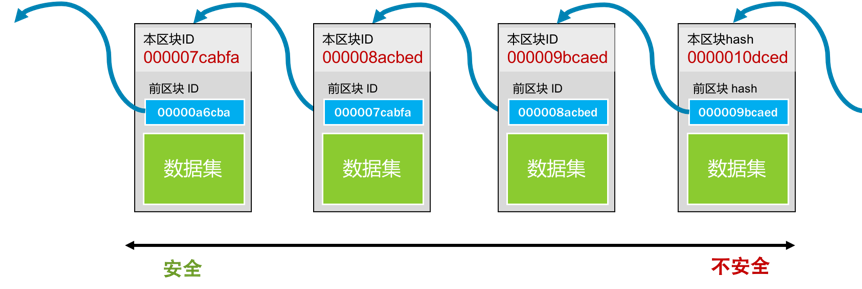 本区块ID
000007cabfa
前区块 ID
00000a6cba
数据集
本区块ID
000008acbed
前区块 ID
000007cabfa
数据集
本区块ID
000009bcaed
前区块 ID
000008acbed
数据集
本区块hash
0000010dced
前区块 hash
000009bcaed
数据集
安全
不安全